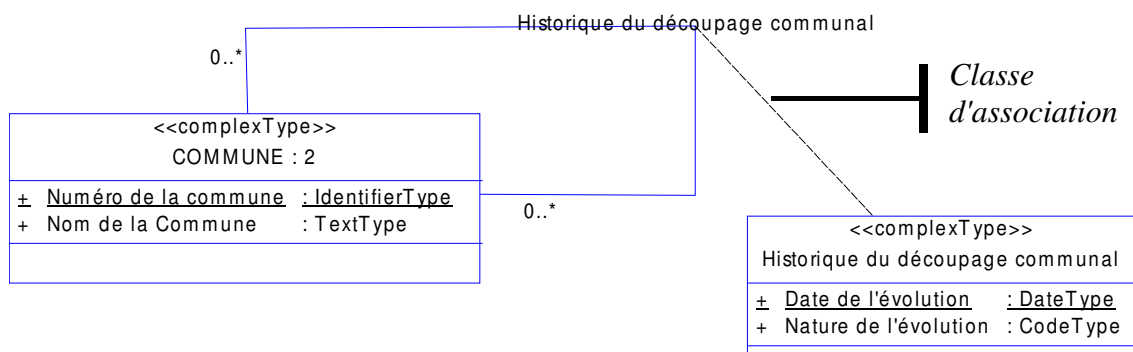 Historique du découpage communal
0..*
Classe
d'association
<<complexType>>
COMMUNE : 2
+ Numéro de la commune : IdentifierType
+ Nom de la Commune : TextType
0..*
<<complexType>>
Historique du découpage communal
+ Date de l'évolution : DateType
+ Nature de l'évolution : CodeType